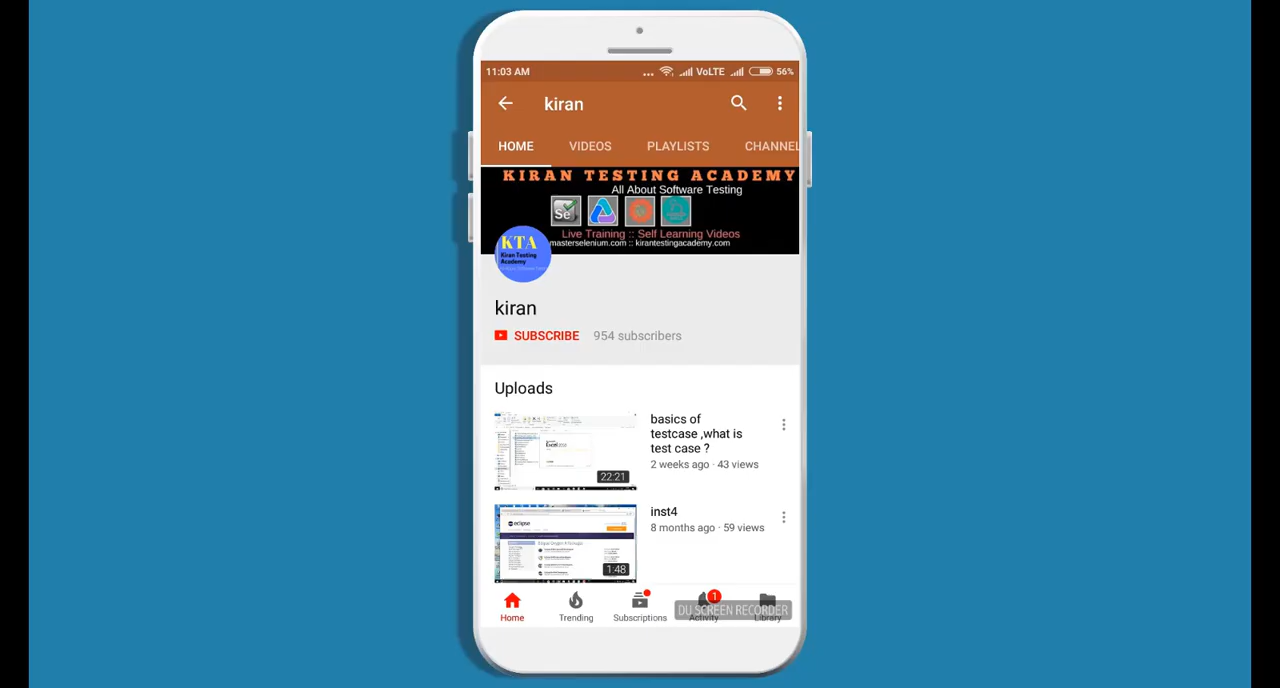 11:03 AM ... VoLTE 56%
kiran
HOME VIDEOS PLAYLISTS CHANNEL
KIRAN TESTING ACADEMY
All About Software Testing
Se
Live Training :: Self Learning Videos
masterselenium.com :: kirantestingacademy.com
KTA
Kiran Testing
Academy
kiran
SUBSCRIBE 954 subscribers
Uploads
basics of
testcase ,what is
test case ?
2 weeks ago · 43 views
22:21
inst4
8 months ago · 59 views
eclipse
1:48
1
DU SCREEN RECORDER
Home Trending Subscriptions Activity Library